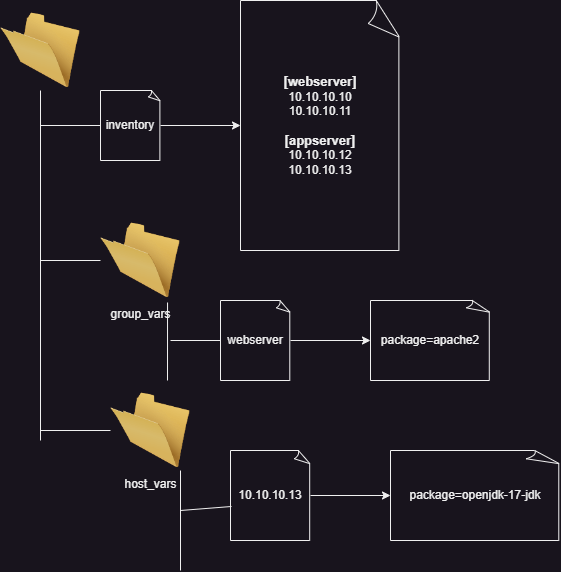 [webserver]
10.10.10.10
10.10.10.11
inventory
[appserver]
10.10.10.12
10.10.10.13
group_vars
webserver
package=apache2
host_vars
10.10.10.13
package=openjdk-17-jdk